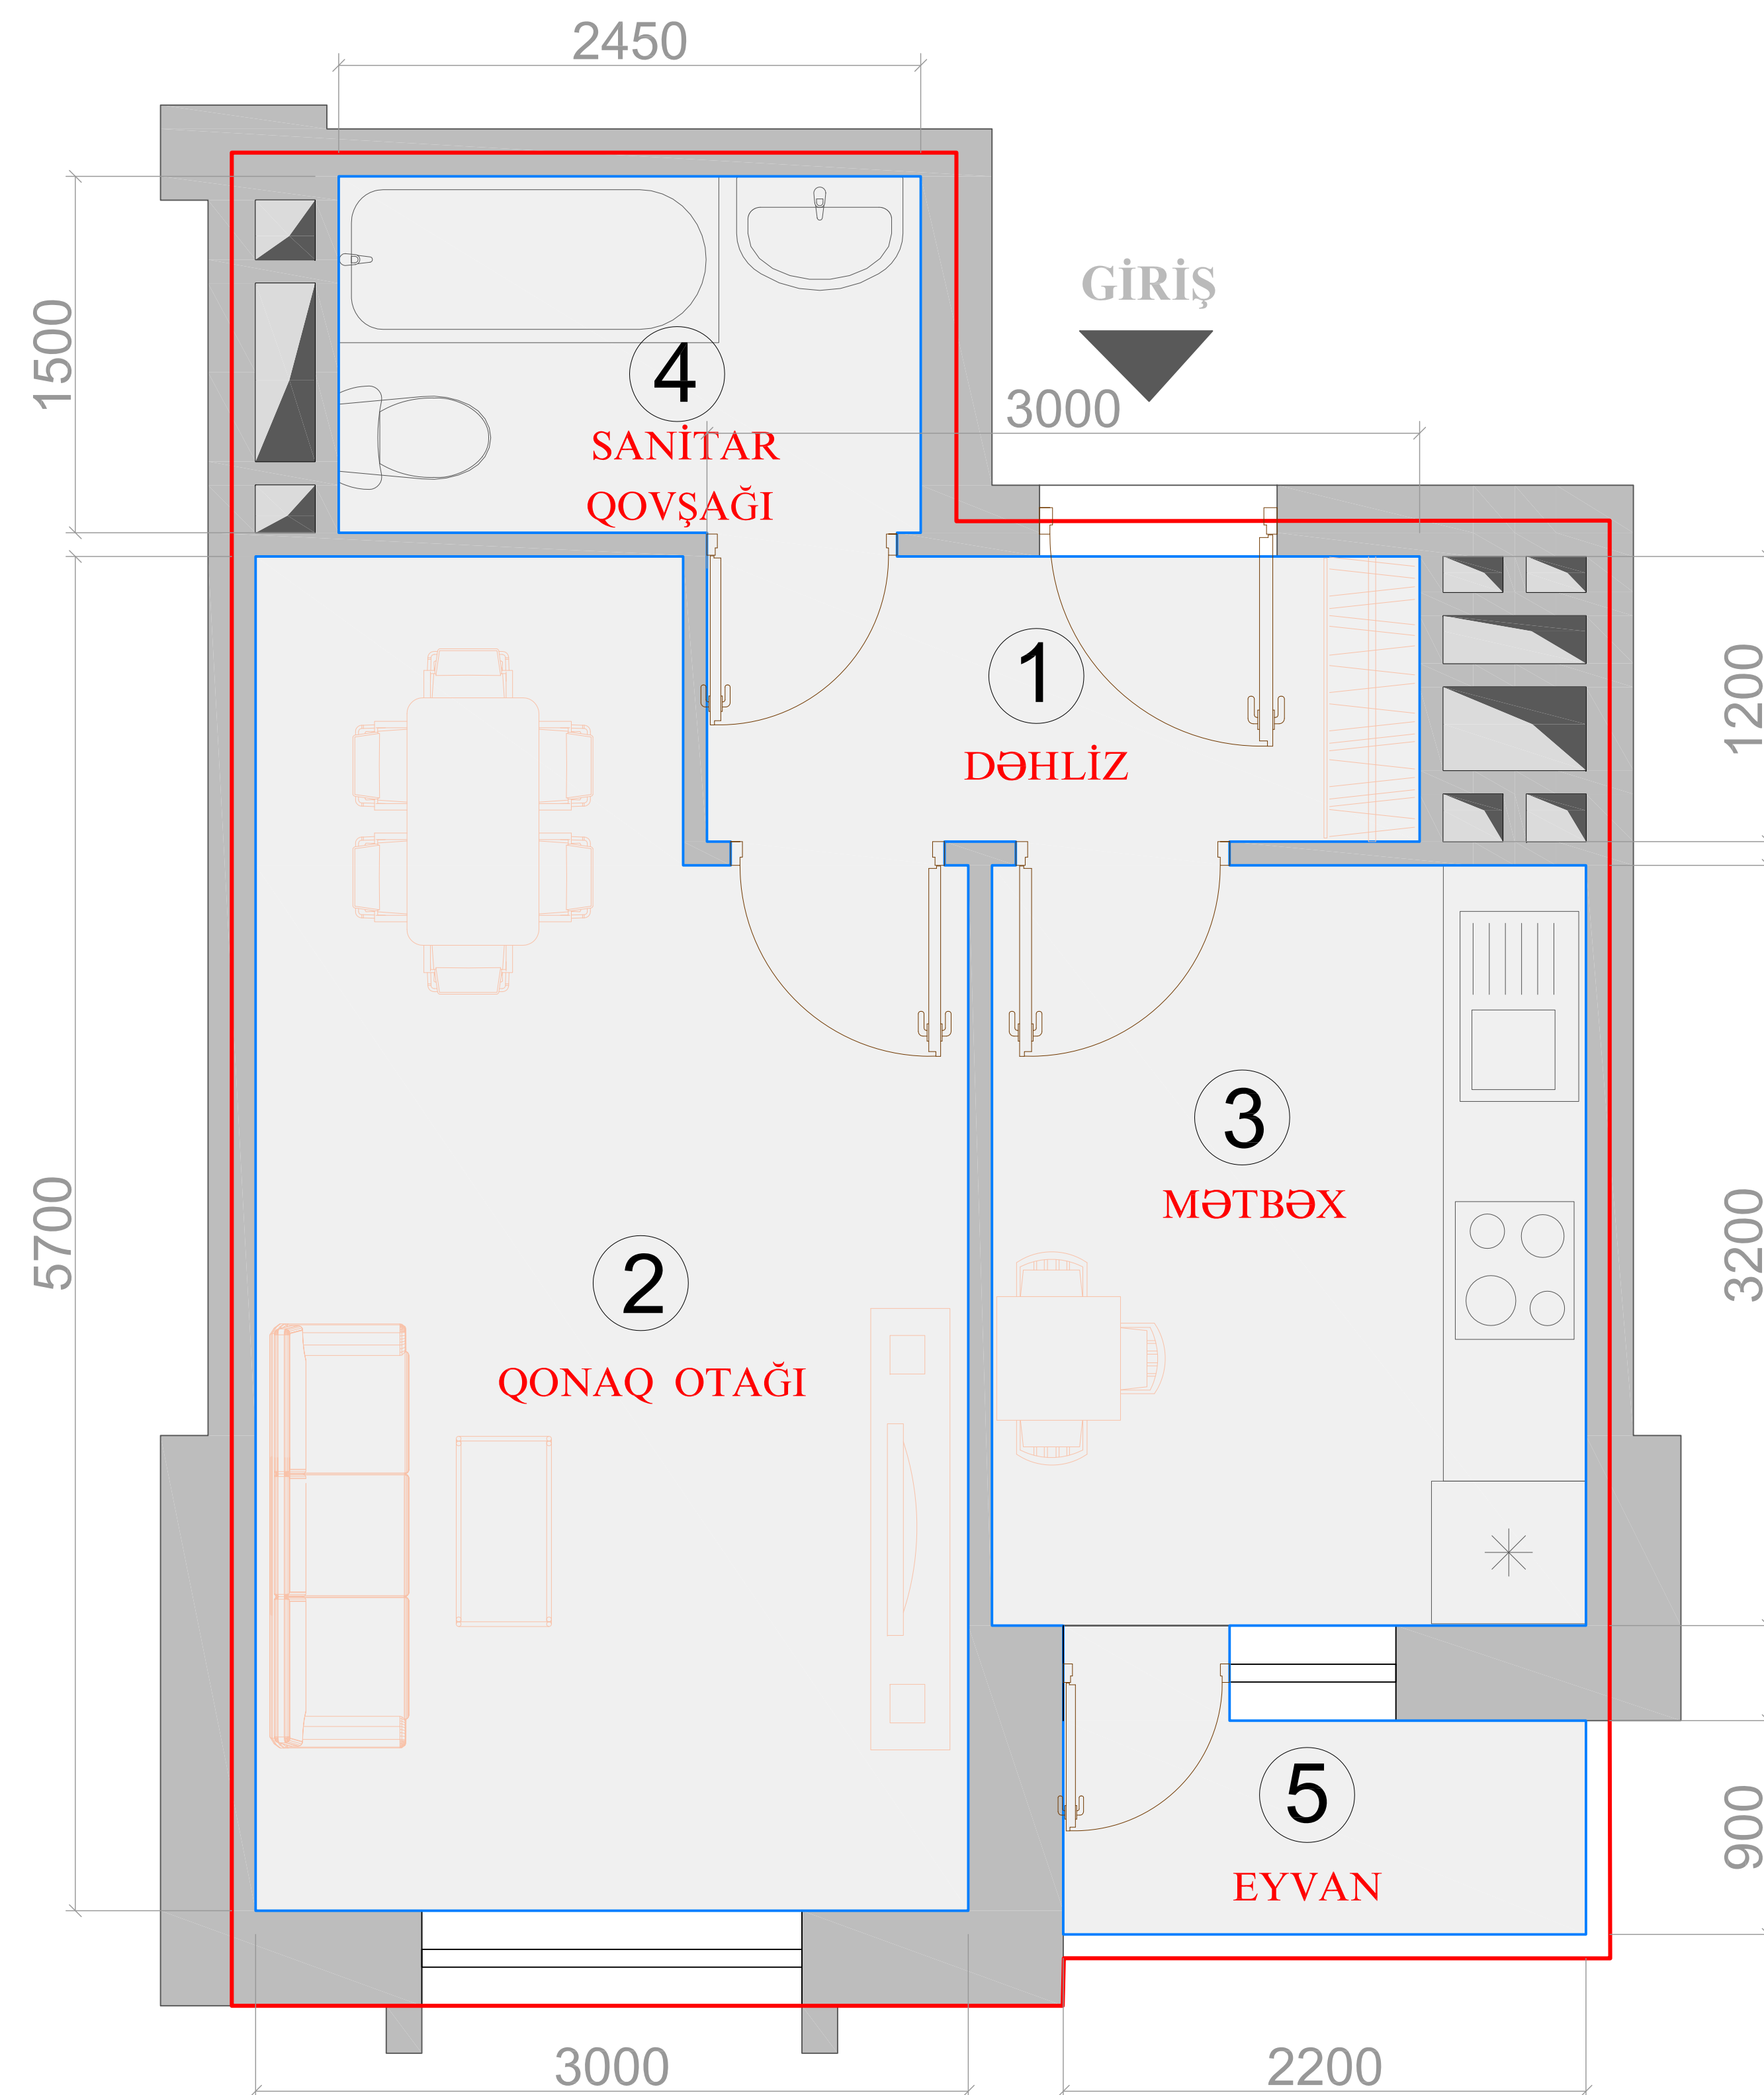 2450
GİRİŞ
1500
3000
4
SANİTAR
QOVŞAĞI
1
DƏHLİZ
1200
3
MƏTBƏX
5700
3200
2
QONAQ OTAĞI
5
EYVAN
900
3000
2200